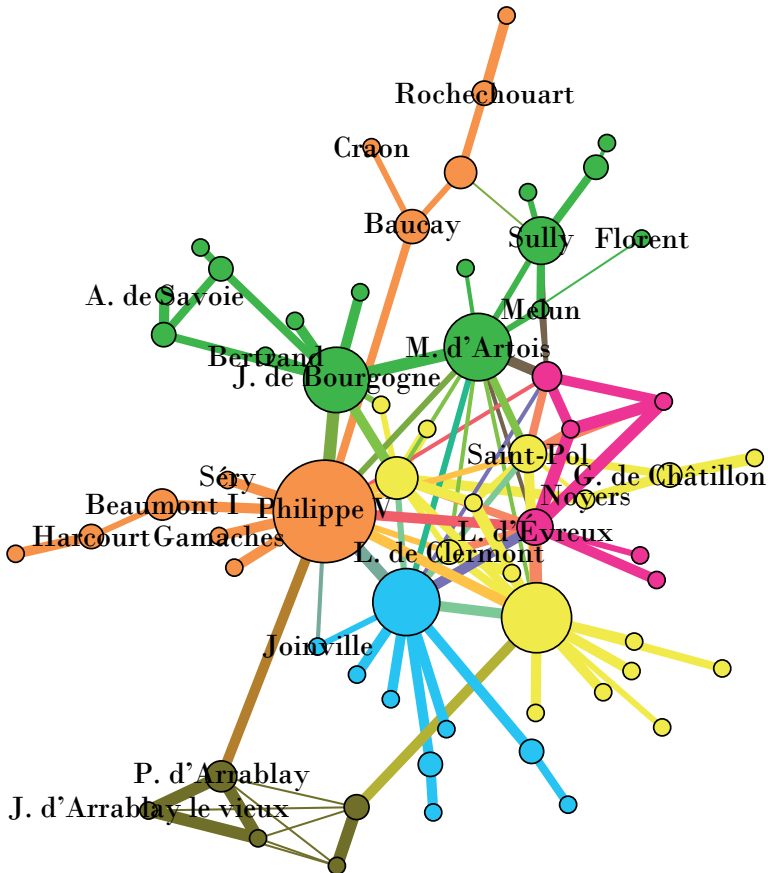 Rochechouart
Craon
Baucay
Sully
Florent
A. de Savoie
Melun
M. d'Artois
Bertrand
J. de Bourgogne
Saint-Pol
G. de Châtillon
Séry
Noyers
Beaumont I
Philippe V
Harcourt
Gamaches
L. d'Evreux
L. de Clermont
Joinville
P. d'Arrablay
J. d'Arrablay le vieux